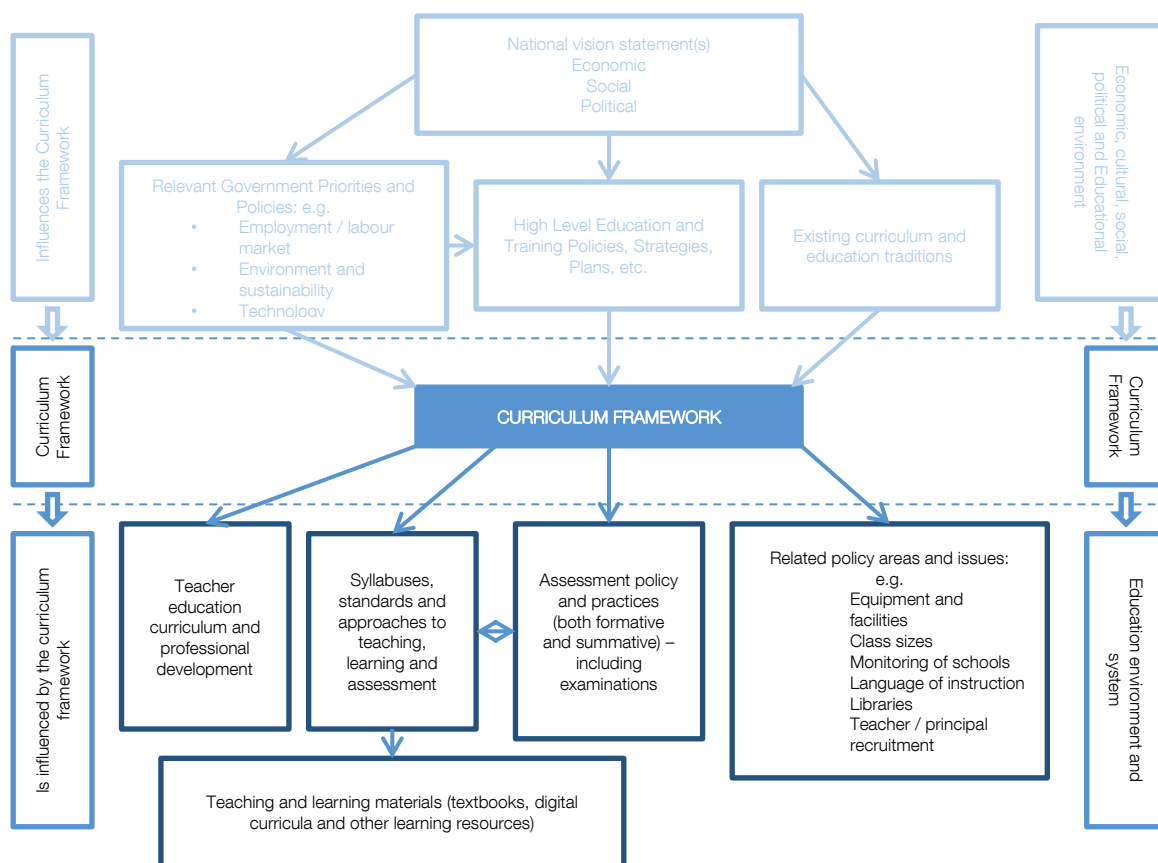 National vision statement(s)
Economic
Social
Political
Influences the Curriculum
Framework
Economic, cultural, social,
political and Educational
environment
Relevant Government Priorities and
Policies: e.g.
• Employment / labour
market
• Environment and
sustainability
• Technology
High Level Education and
Training Policies, Strategies,
Plans, etc.
Existing curriculum and
education traditions
Curriculum
Framework
CURRICULUM FRAMEWORK
Curriculum
Framework
Is influenced by the curriculum
framework
Teacher
education
curriculum and
professional
development
Syllabuses,
standards and
approaches to
teaching,
learning and
assessment
Assessment policy
and practices
(both formative
and summative) –
including
examinations
Related policy areas and issues:
e.g.
Equipment and
facilities
Class sizes
Monitoring of schools
Language of instruction
Libraries
Teacher / principal
recruitment
Education environment and
system
Teaching and learning materials (textbooks, digital
curricula and other learning resources)